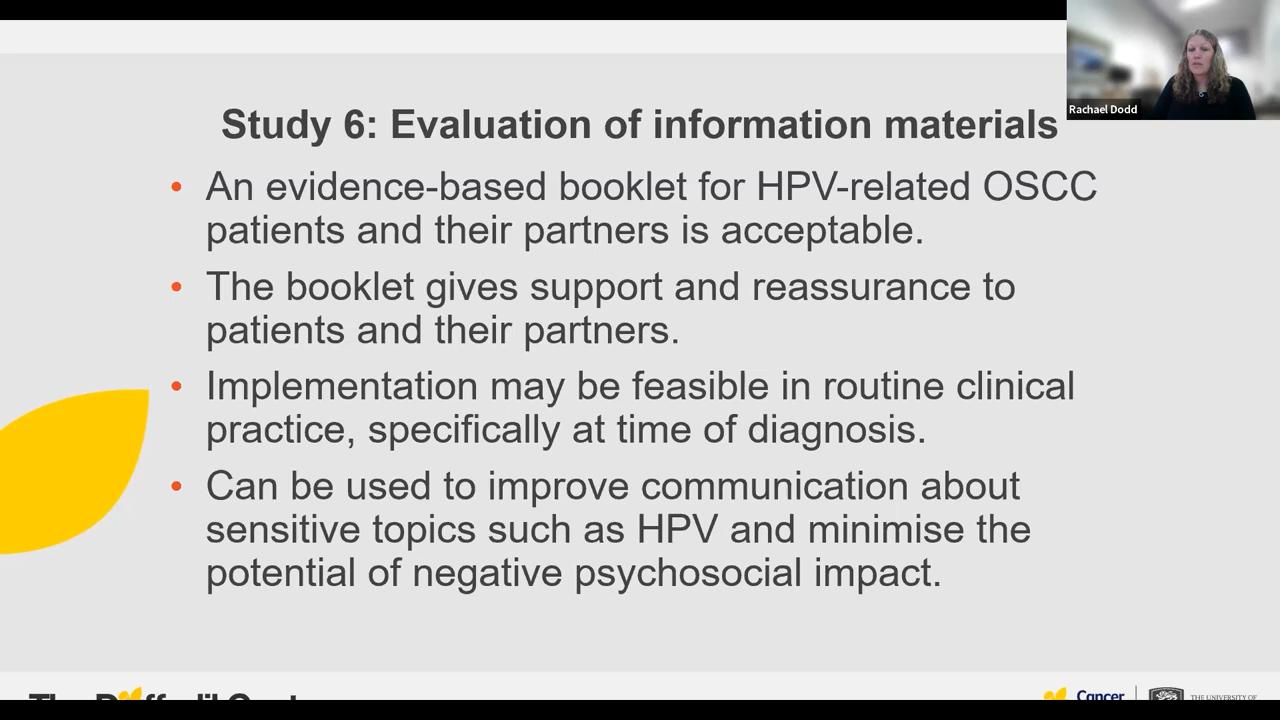 Rachael Dodd
Study 6: Evaluation of information materials
• An evidence-based booklet for HPV-related OSCC
patients and their partners is acceptable.
• The booklet gives support and reassurance to
patients and their partners.
• Implementation may be feasible in routine clinical
practice, specifically at time of diagnosis.
• Can be used to improve communication about
sensitive topics such as HPV and minimise the
potential of negative psychosocial impact.
Cancer
THE UNIVERSITY OF